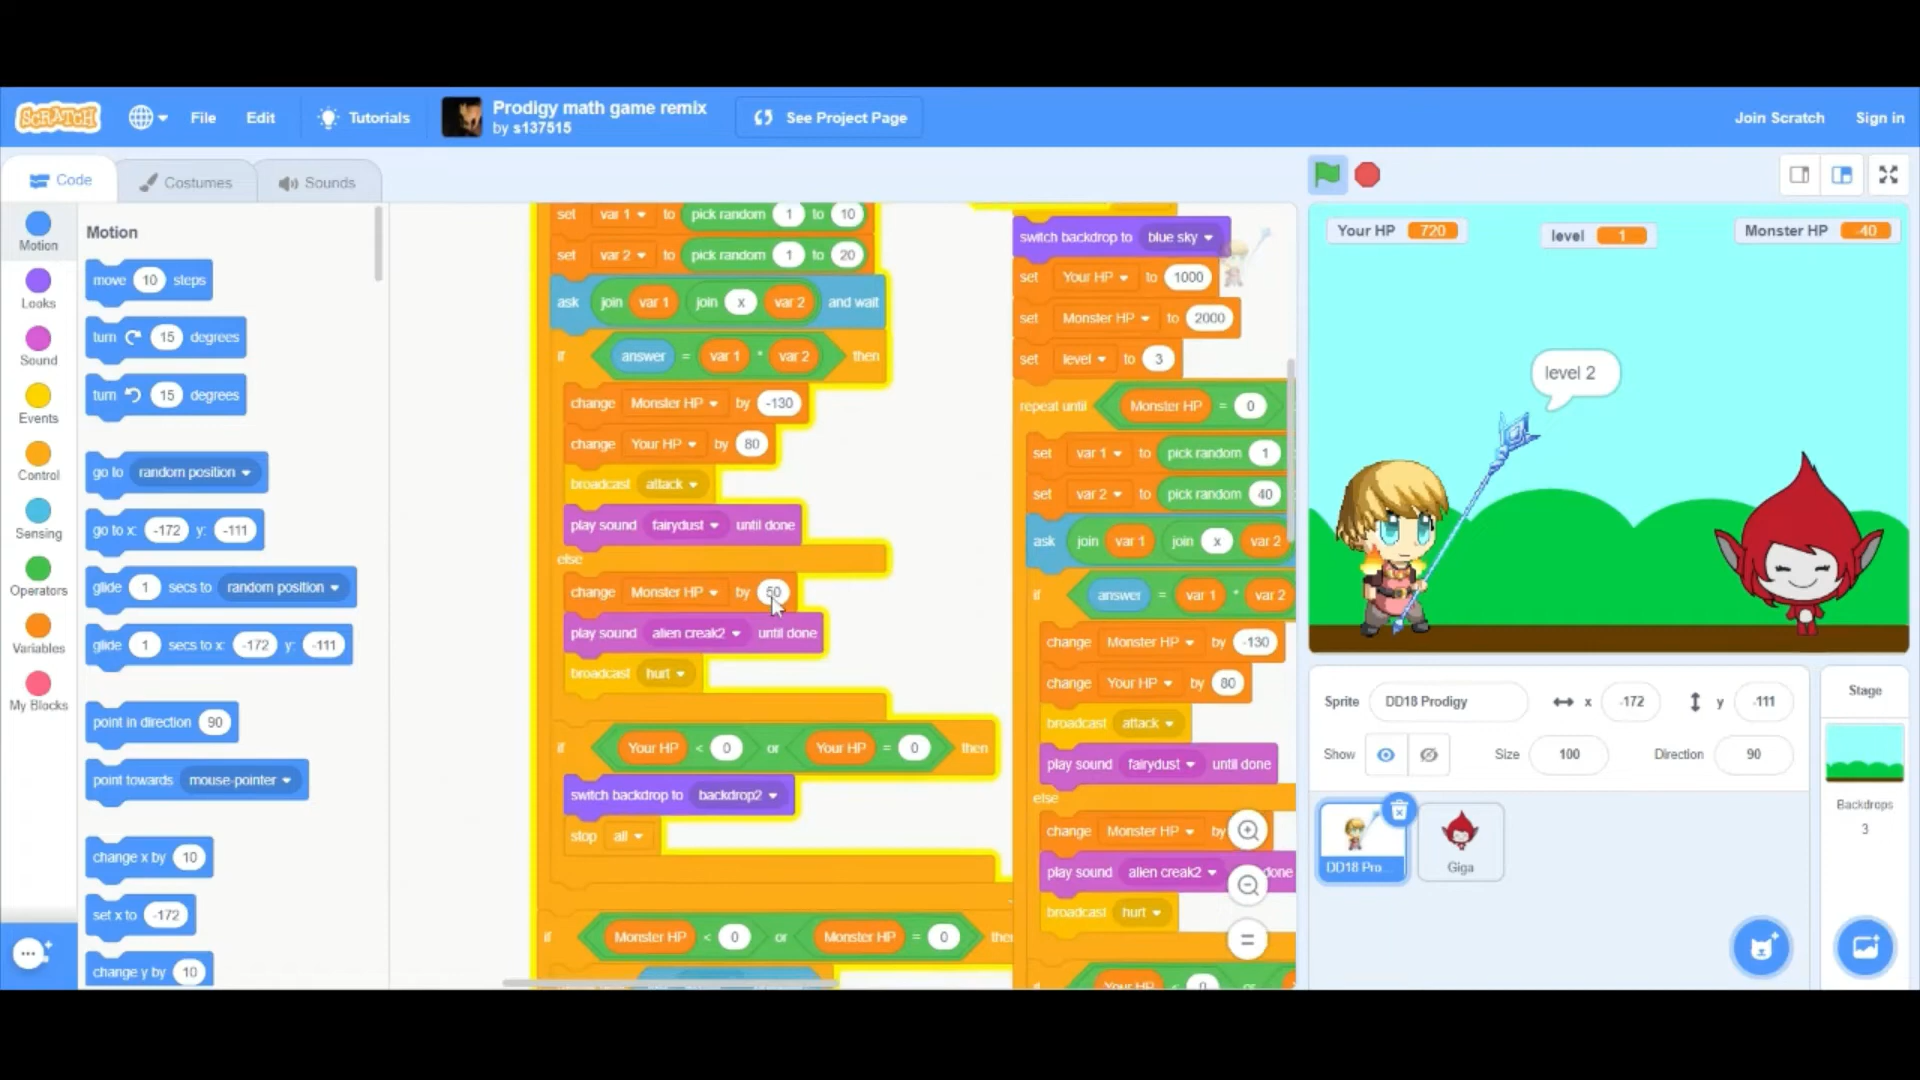 SCRATCH File Edit Tutorials Prodigy math game remix by s137515 See Project Page Join Scratch Sign in
Code Costumes Sounds
Motion
Looks
Sound
Events
Control
Sensing
Operators
Variables
My Blocks
Motion
move 10 steps
turn 15 degrees
turn 15 degrees
go to random position
go to x: -172 y: -111
glide 1 secs to random position
glide 1 secs to x: -172 y: -111
point in direction 90
point towards mouse-pointer
change x by 10
set x to -172
change y by 10
set var 1 to pick random 1 to 10
set var 2 to pick random 1 to 20
ask join var 1 join x var 2 and wait
if answer = var 1 * var 2 then
change Monster HP by -130
change Your HP by 80
broadcast attack
play sound fairydust until done
else
change Monster HP by 50
play sound alien creak2 until done
broadcast hurt
if Your HP < 0 or Your HP = 0 then
switch backdrop to backdrop2
stop all
if Monster HP < 0 or Monster HP = 0 then
switch backdrop to blue sky
set Your HP to 1000
set Monster HP to 2000
set level to 3
repeat until Monster HP = 0
set var 1 to pick random 1
set var 2 to pick random 40
ask join var 1 join x var 2
if answer = var 1 * var 2
change Monster HP by -130
change Your HP by 80
broadcast attack
play sound fairydust until done
else
change Monster HP by
play sound alien creak2 done
broadcast hurt
if Your HP < 0 or
Your HP 720 level 1 Monster HP -40
level 2
Sprite DD18 Prodigy x -172 y -111
Show Size 100 Direction 90
DD18 Pro...
Giga
Stage
Backdrops
3